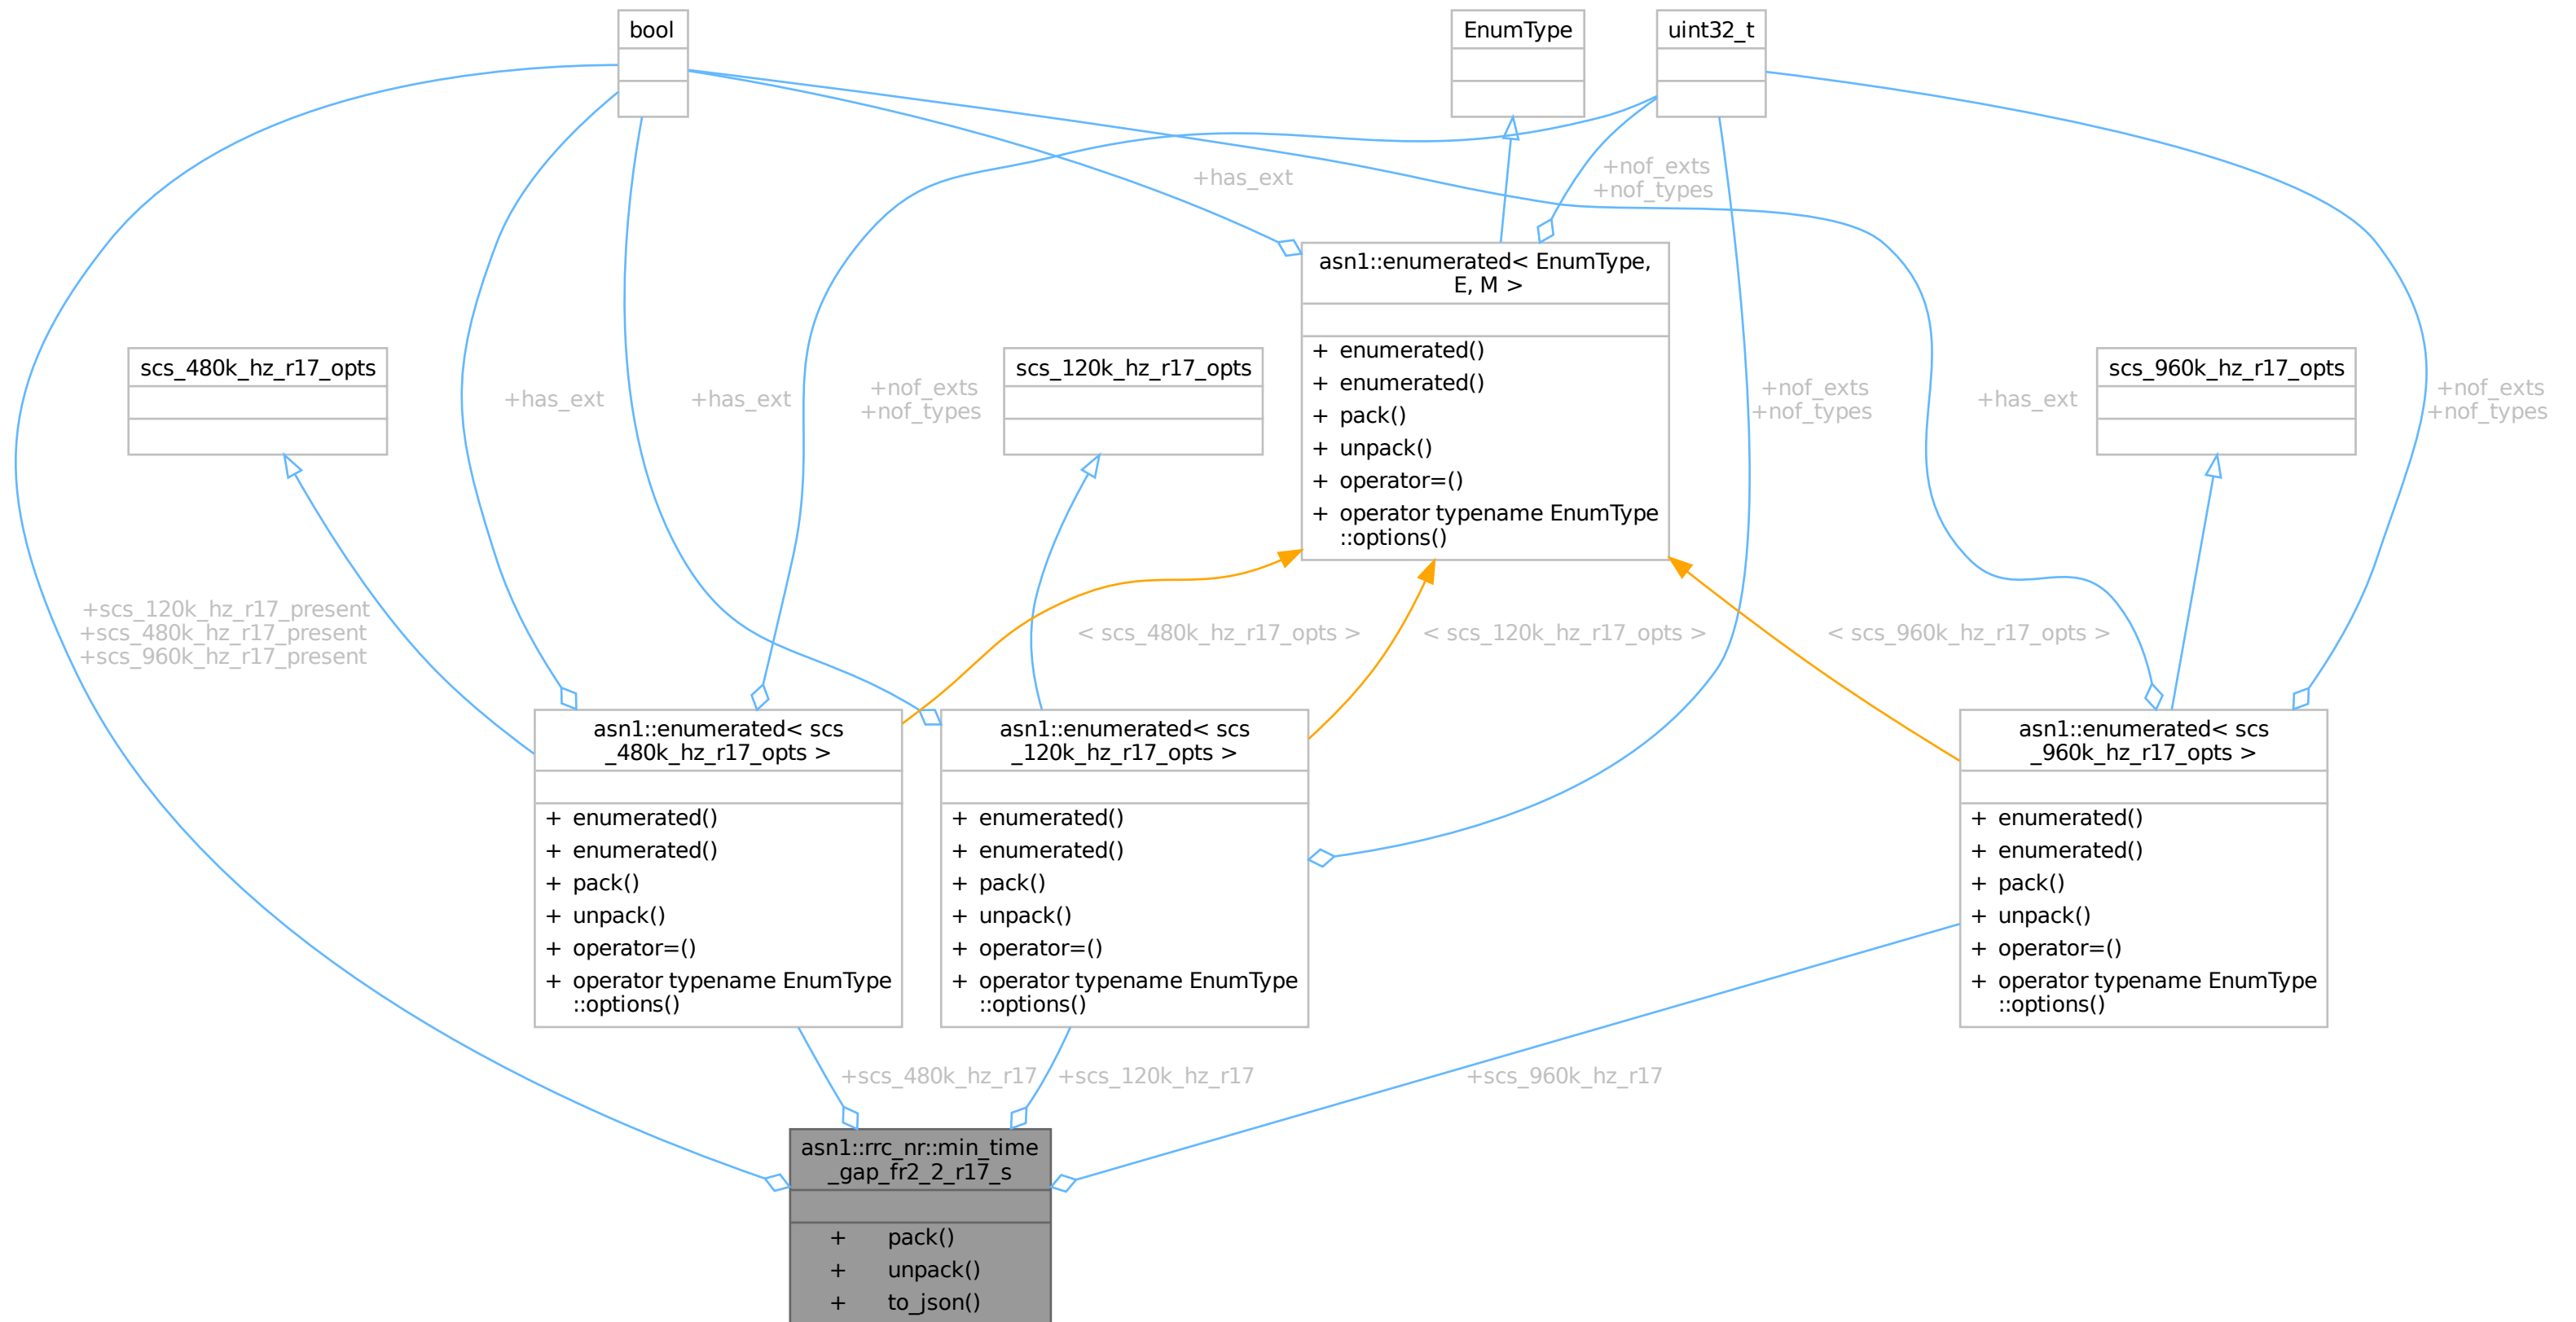 bool
EnumType
uint32_t
+has_ext
+nof_exts
+nof_types
asn1::enumerated< EnumType,
E, M >
+ enumerated()
+ enumerated()
+ pack()
+ unpack()
+ operator=()
+ operator typename EnumType
::options()
scs_480k_hz_r17_opts
+has_ext
+has_ext
+nof_exts
+nof_types
scs_120k_hz_r17_opts
+nof_exts
+nof_types
+has_ext
scs_960k_hz_r17_opts
+nof_exts
+nof_types
+scs_120k_hz_r17_present
+scs_480k_hz_r17_present
+scs_960k_hz_r17_present
< scs_480k_hz_r17_opts >
< scs_120k_hz_r17_opts >
< scs_960k_hz_r17_opts >
asn1::enumerated< scs
_480k_hz_r17_opts >
+ enumerated()
+ enumerated()
+ pack()
+ unpack()
+ operator=()
+ operator typename EnumType
::options()
asn1::enumerated< scs
_120k_hz_r17_opts >
+ enumerated()
+ enumerated()
+ pack()
+ unpack()
+ operator=()
+ operator typename EnumType
::options()
asn1::enumerated< scs
_960k_hz_r17_opts >
+ enumerated()
+ enumerated()
+ pack()
+ unpack()
+ operator=()
+ operator typename EnumType
::options()
+scs_480k_hz_r17
+scs_120k_hz_r17
+scs_960k_hz_r17
asn1::rrc_nr::min_time
_gap_fr2_2_r17_s
+ pack()
+ unpack()
+ to_json()